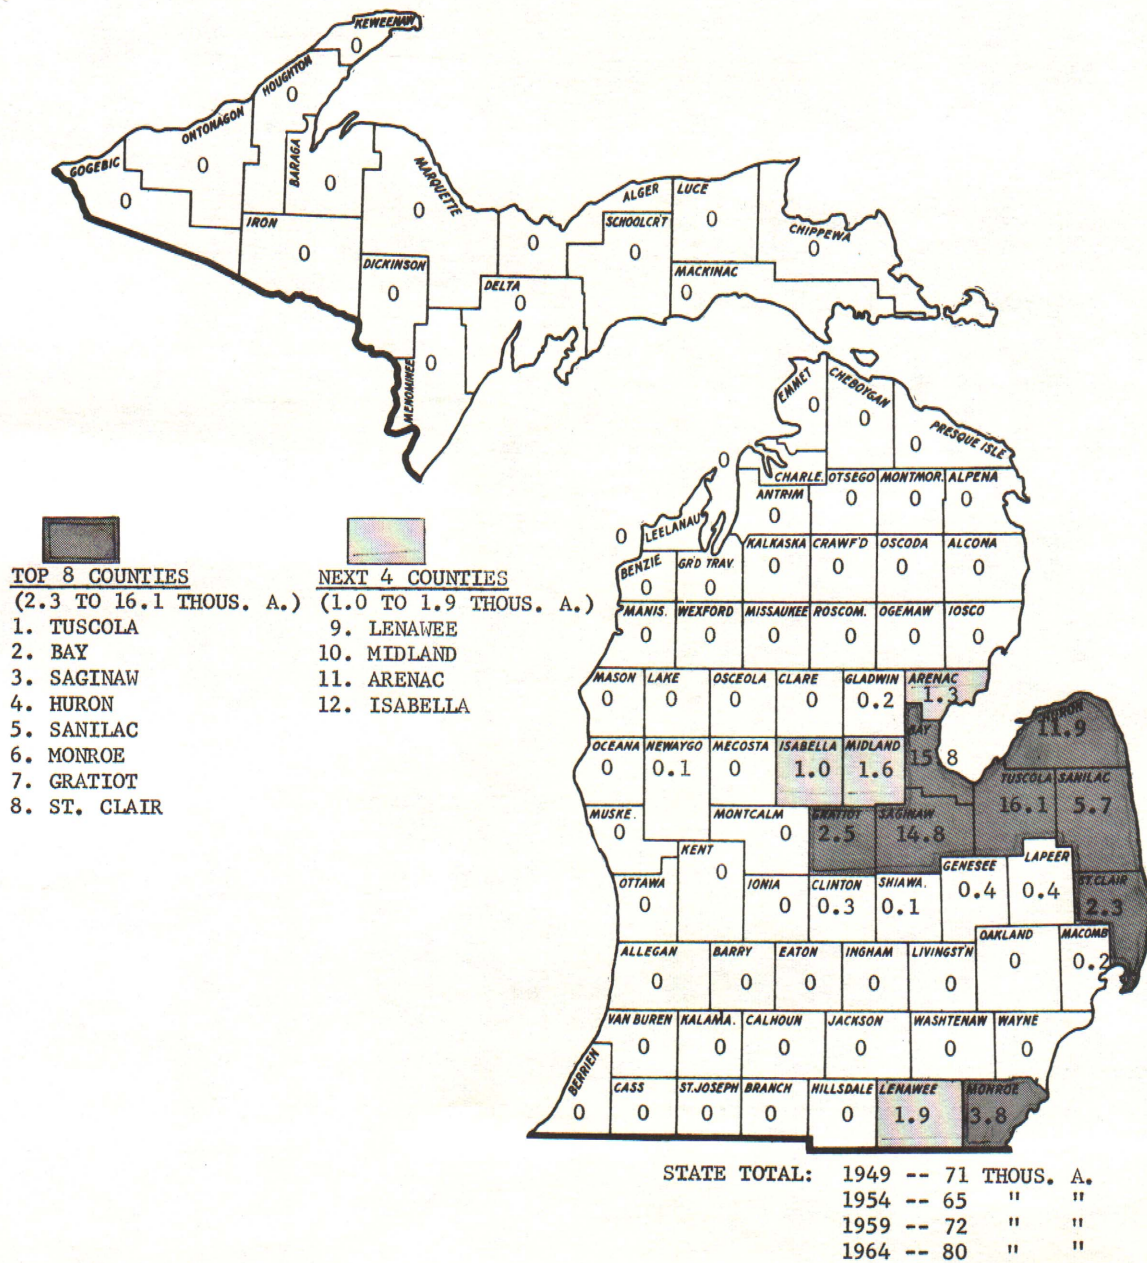 KEWEENAW
0
HOUGHTON
0
ONTONAGON
0
GOGEBIC
0
BARAGA
0
MARQUETTE
0
IRON
0
DICKINSON
0
MENOMINEE
0
DELTA
0
ALGER
0
SCHOOLCR'T
0
LUCE
0
MACKINAC
0
CHIPPEWA
0
EMMET
0
CHEBOYGAN
0
PRESQUE ISLE
0
0
CHARLE. OTSEGO MONTMOR. ALPENA
0 0 0
ANTRIM
0
0
LEELANAU
KALKASKA CRAWF'D OSCODA ALCONA
0 0 0 0
BENZIE GR'D TRAV.
0 0
MANIS. WEXFORD MISSAUKEE ROSCOM. OGEMAW IOSCO
0 0 0 0 0 0
MASON LAKE OSCEOLA CLARE GLADWIN ARENAC
0 0 0 0 0.2 1.3
HURON
11.9
BAY
15 8
OCEANA NEWAYGO MECOSTA ISABELLA MIDLAND
0 0.1 0 1.0 1.6
TUSCOLA SANILAC
16.1 5.7
MUSKE. MONTCALM GRATIOT SAGINAW
0 0 2.5 14.8
KENT
0
GENESEE LAPEER
0.4 0.4
OTTAWA IONIA CLINTON SHIAWA. ST.CLAIR
0 0 0.3 0.1 2.3
OAKLAND MACOMB
0 0.2
ALLEGAN BARRY EATON INGHAM LIVINGST'N
0 0 0 0 0
VAN BUREN KALAMA. CALHOUN JACKSON WASHTENAW WAYNE
0 0 0 0 0 0
BERRIEN CASS ST.JOSEPH BRANCH HILLSDALE LENAWEE MONROE
0 0 0 0 0 1.9 3.8
TOP 8 COUNTIES
(2.3 TO 16.1 THOUS. A.)
1. TUSCOLA
2. BAY
3. SAGINAW
4. HURON
5. SANILAC
6. MONROE
7. GRATIOT
8. ST. CLAIR
NEXT 4 COUNTIES
(1.0 TO 1.9 THOUS. A.)
9. LENAWEE
10. MIDLAND
11. ARENAC
12. ISABELLA
STATE TOTAL: 1949 -- 71 THOUS. A.
1954 -- 65 " "
1959 -- 72 " "
1964 -- 80 " "